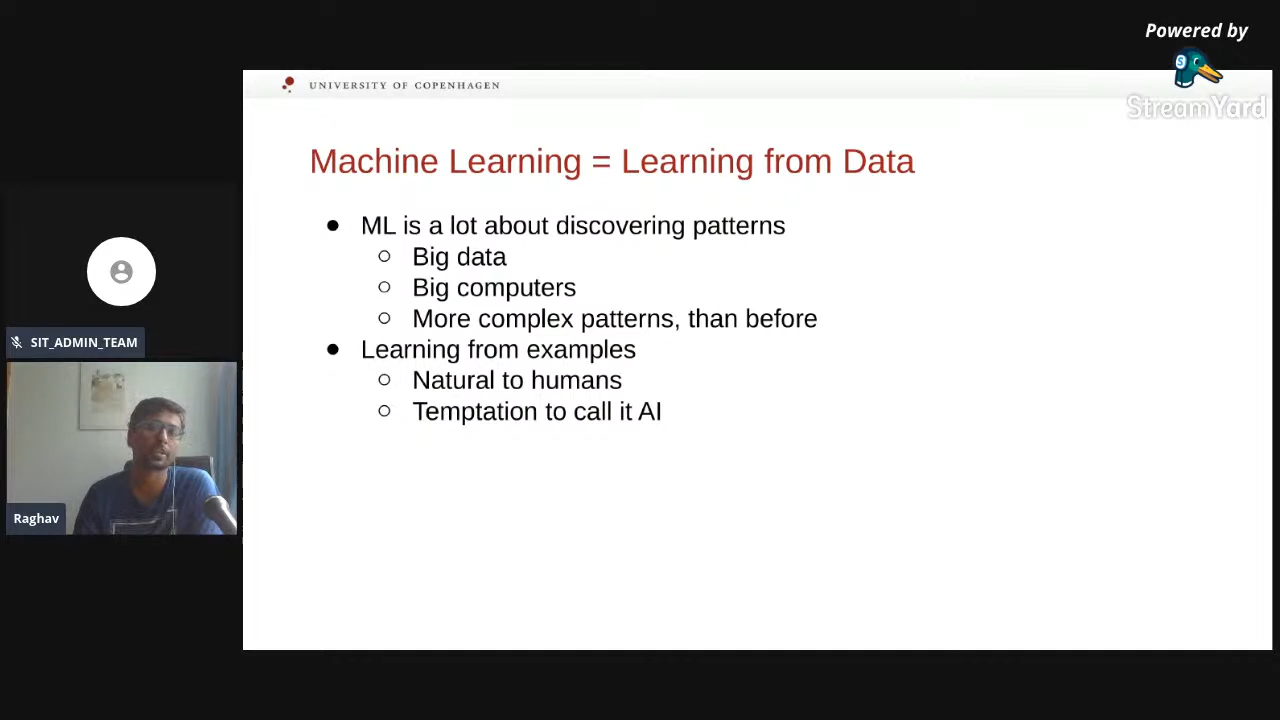 Powered by
StreamYard
UNIVERSITY OF COPENHAGEN
Machine Learning = Learning from Data
● ML is a lot about discovering patterns
○ Big data
○ Big computers
○ More complex patterns, than before
● Learning from examples
○ Natural to humans
○ Temptation to call it AI
SIT_ADMIN_TEAM
Raghav